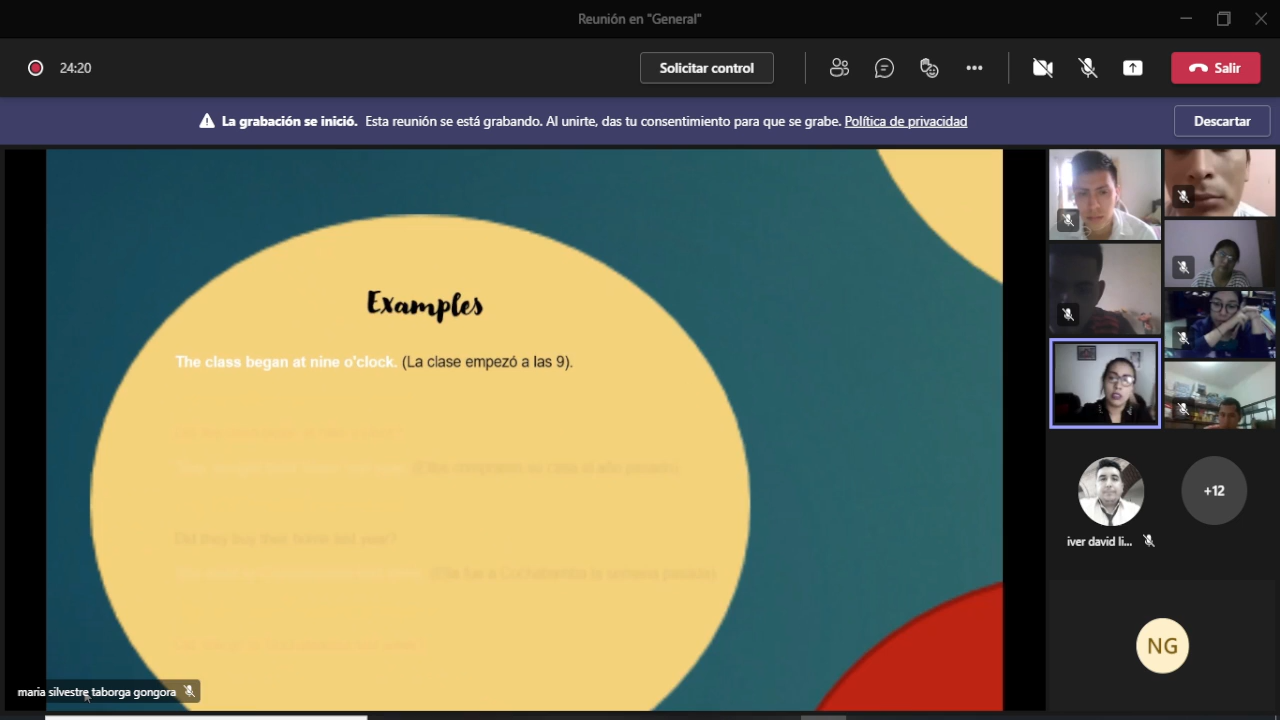 Reunión en "General"
24:20
Solicitar control
Salir
La grabación se inició. Esta reunión se está grabando. Al unirte, das tu consentimiento para que se grabe. Política de privacidad
Descartar
Examples
The class began at nine o'clock. (La clase empezó a las 9).
Did they buy their home last year?
+12
iver david li...
NG
maria silvestre taborga gongora